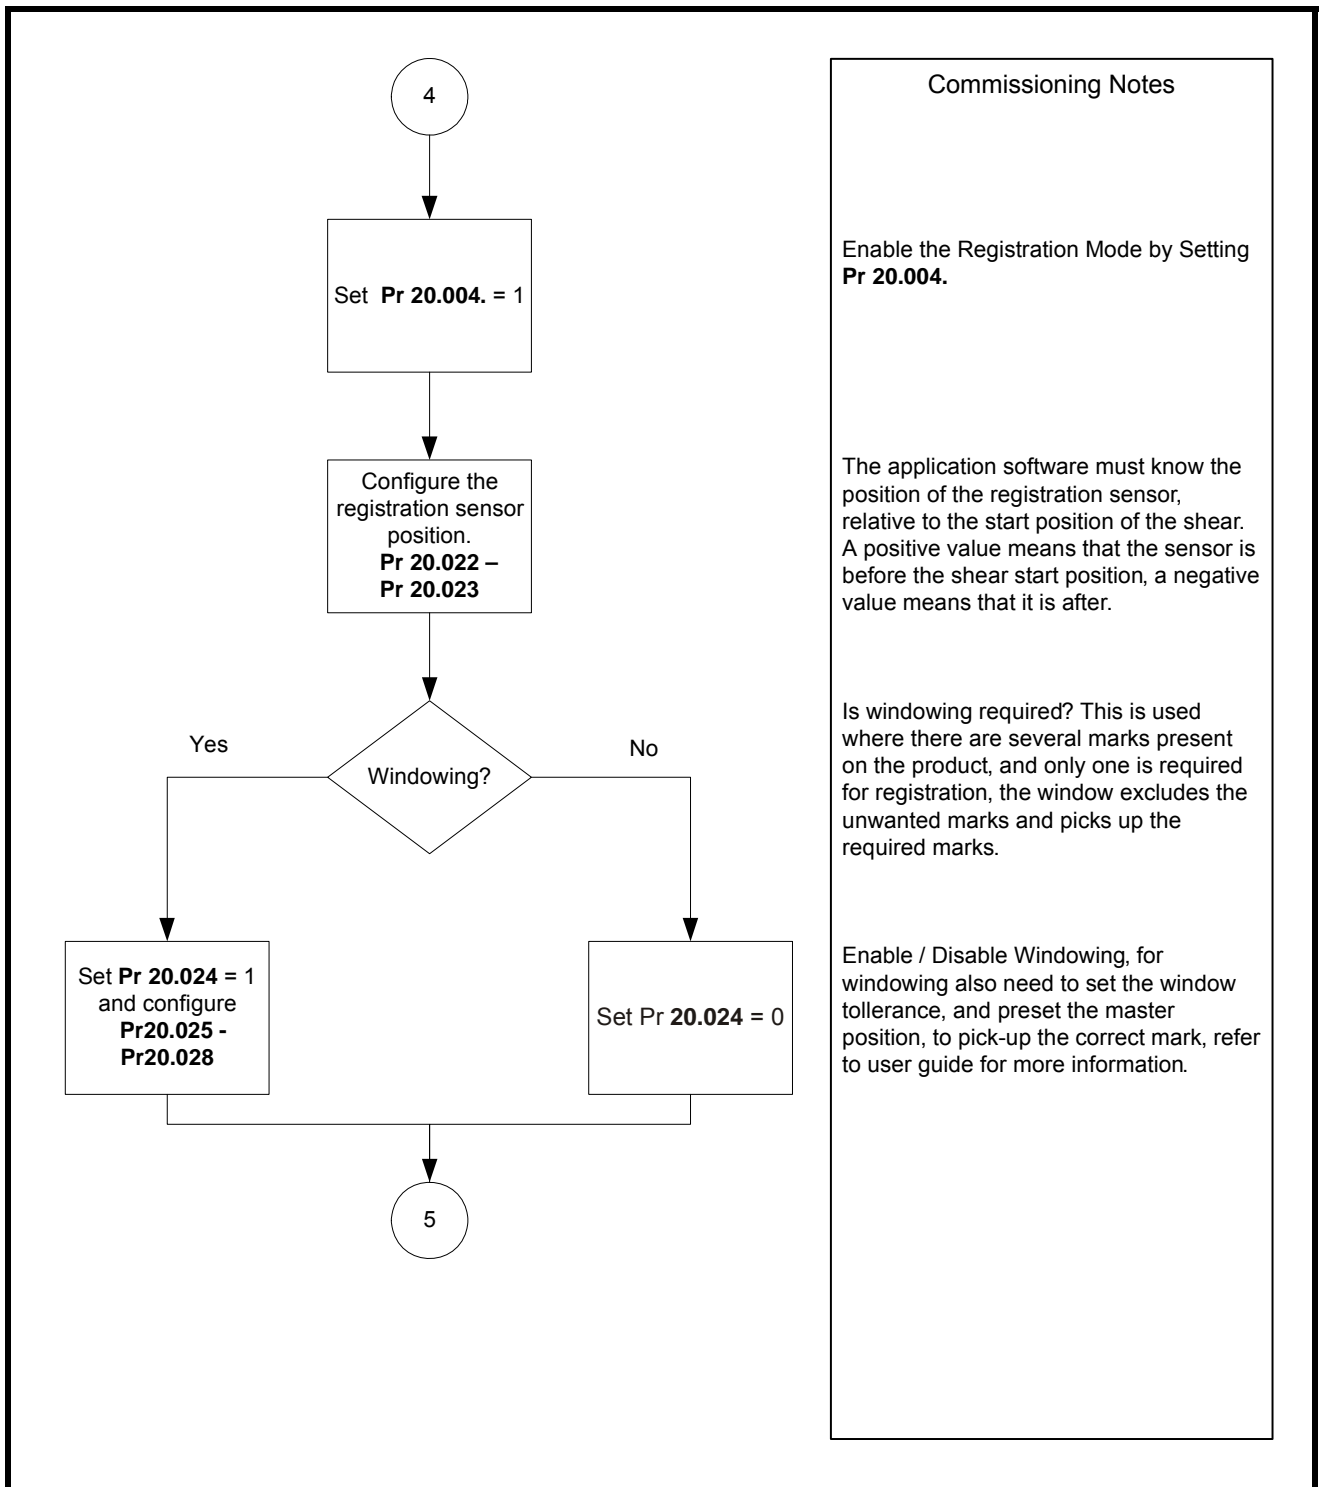 4
Set Pr 20.004. = 1
Configure the
registration sensor
position.
Pr 20.022 –
Pr 20.023
Yes
Windowing?
No
Set Pr 20.024 = 1
and configure
Pr20.025 -
Pr20.028
Set Pr 20.024 = 0
5
Commissioning Notes
Enable the Registration Mode by Setting
Pr 20.004.
The application software must know the
position of the registration sensor,
relative to the start position of the shear.
A positive value means that the sensor is
before the shear start position, a negative
value means that it is after.
Is windowing required? This is used
where there are several marks present
on the product, and only one is required
for registration, the window excludes the
unwanted marks and picks up the
required marks.
Enable / Disable Windowing, for
windowing also need to set the window
tollerance, and preset the master
position, to pick-up the correct mark, refer
to user guide for more information.